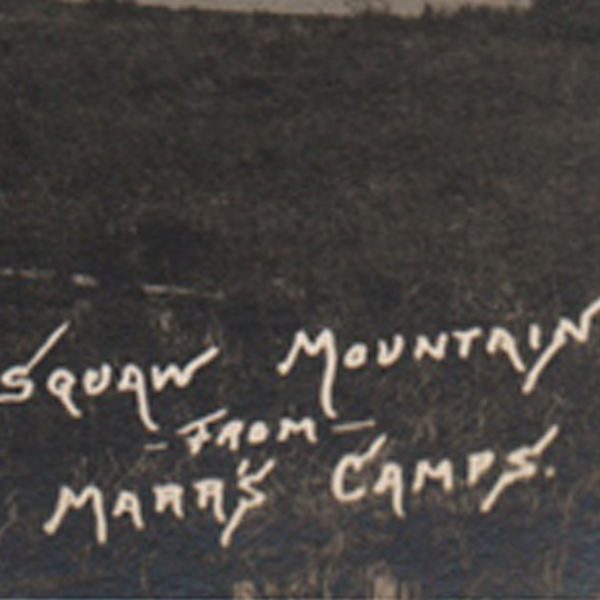 SQUAW MOUNTAIN
- FROM -
MARR'S CAMPS.